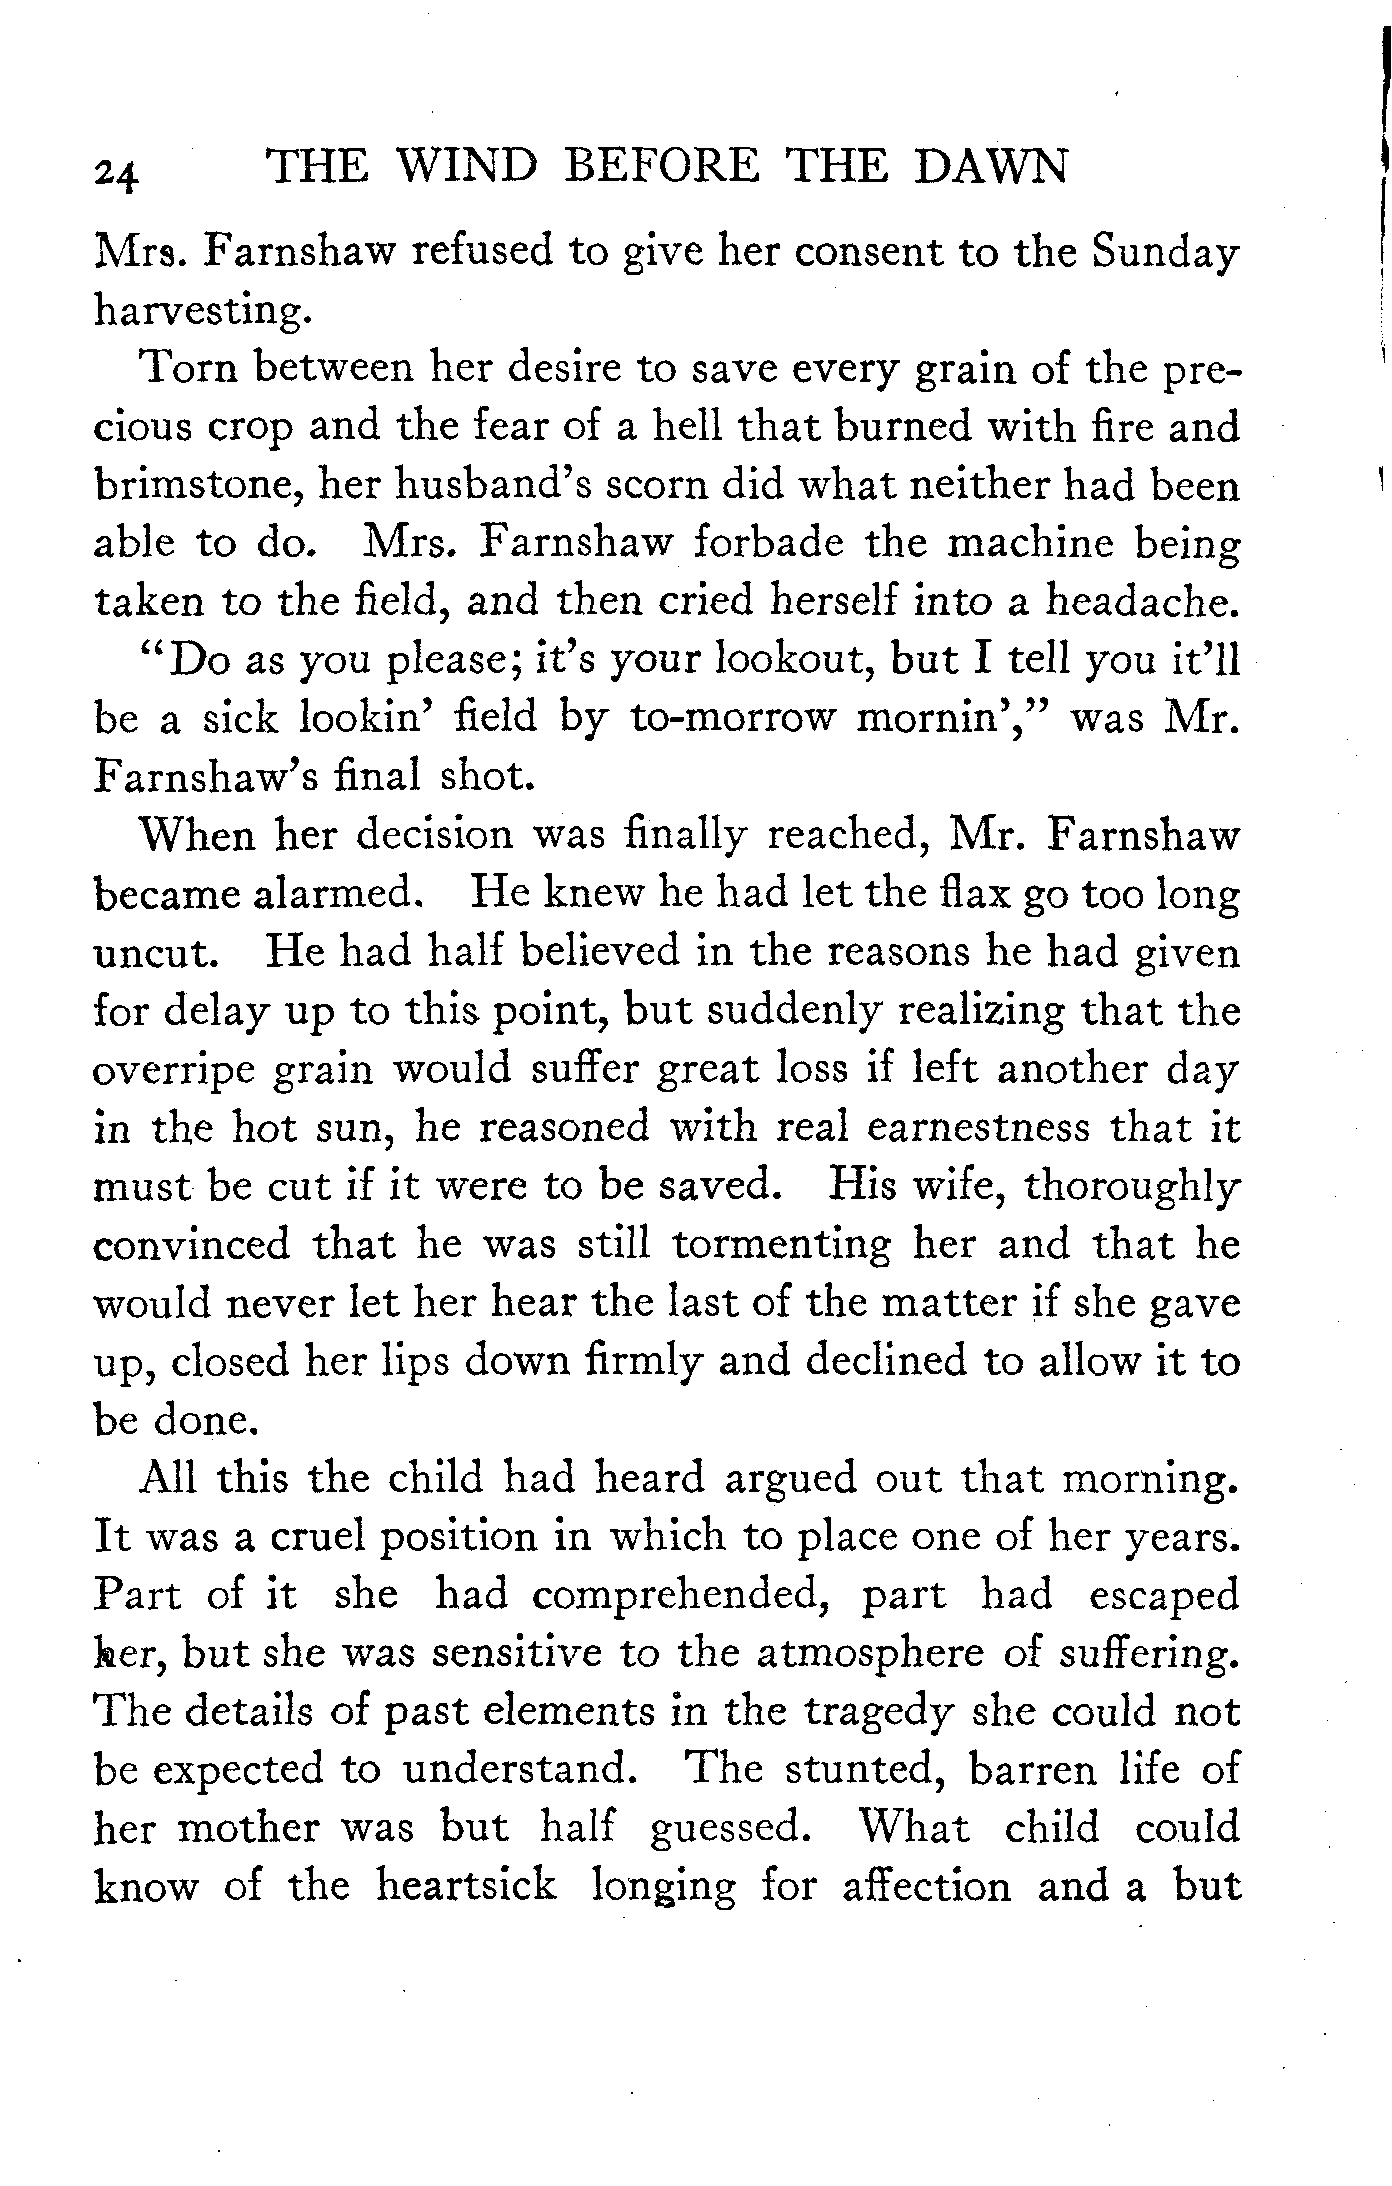 24 THE WIND BEFORE THE DAWN
Mrs. Farnshaw refused to give her consent to the Sunday
harvesting.
Torn between her desire to save every grain of the pre-
cious crop and the fear of a hell that burned with fire and
brimstone, her husband's scorn did what neither had been
able to do. Mrs. Farnshaw forbade the machine being
taken to the field, and then cried herself into a headache.
"Do as you please; it's your lookout, but I tell you it'll
be a sick lookin' field by to-morrow mornin'," was Mr.
Farnshaw's final shot.
When her decision was finally reached, Mr. Farnshaw
became alarmed. He knew he had let the flax go too long
uncut. He had half believed in the reasons he had given
for delay up to this point, but suddenly realizing that the
overripe grain would suffer great loss if left another day
in the hot sun, he reasoned with real earnestness that it
must be cut if it were to be saved. His wife, thoroughly
convinced that he was still tormenting her and that he
would never let her hear the last of the matter if she gave
up, closed her lips down firmly and declined to allow it to
be done.
All this the child had heard argued out that morning.
It was a cruel position in which to place one of her years.
Part of it she had comprehended, part had escaped
her, but she was sensitive to the atmosphere of suffering.
The details of past elements in the tragedy she could not
be expected to understand. The stunted, barren life of
her mother was but half guessed. What child could
know of the heartsick longing for affection and a but